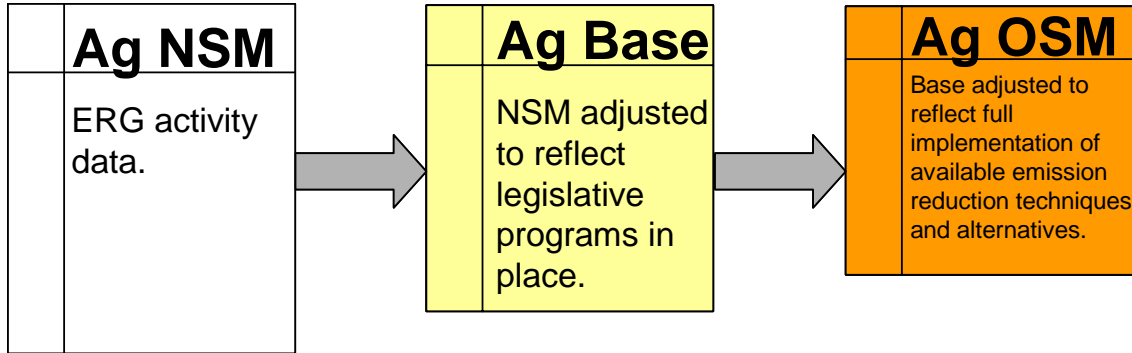 Ag NSM
ERG activity
data.
Ag Base
NSM adjusted
to reflect
legislative
programs in
place.
Ag OSM
Base adjusted to
reflect full
implementation of
available emission
reduction techniques
and alternatives.